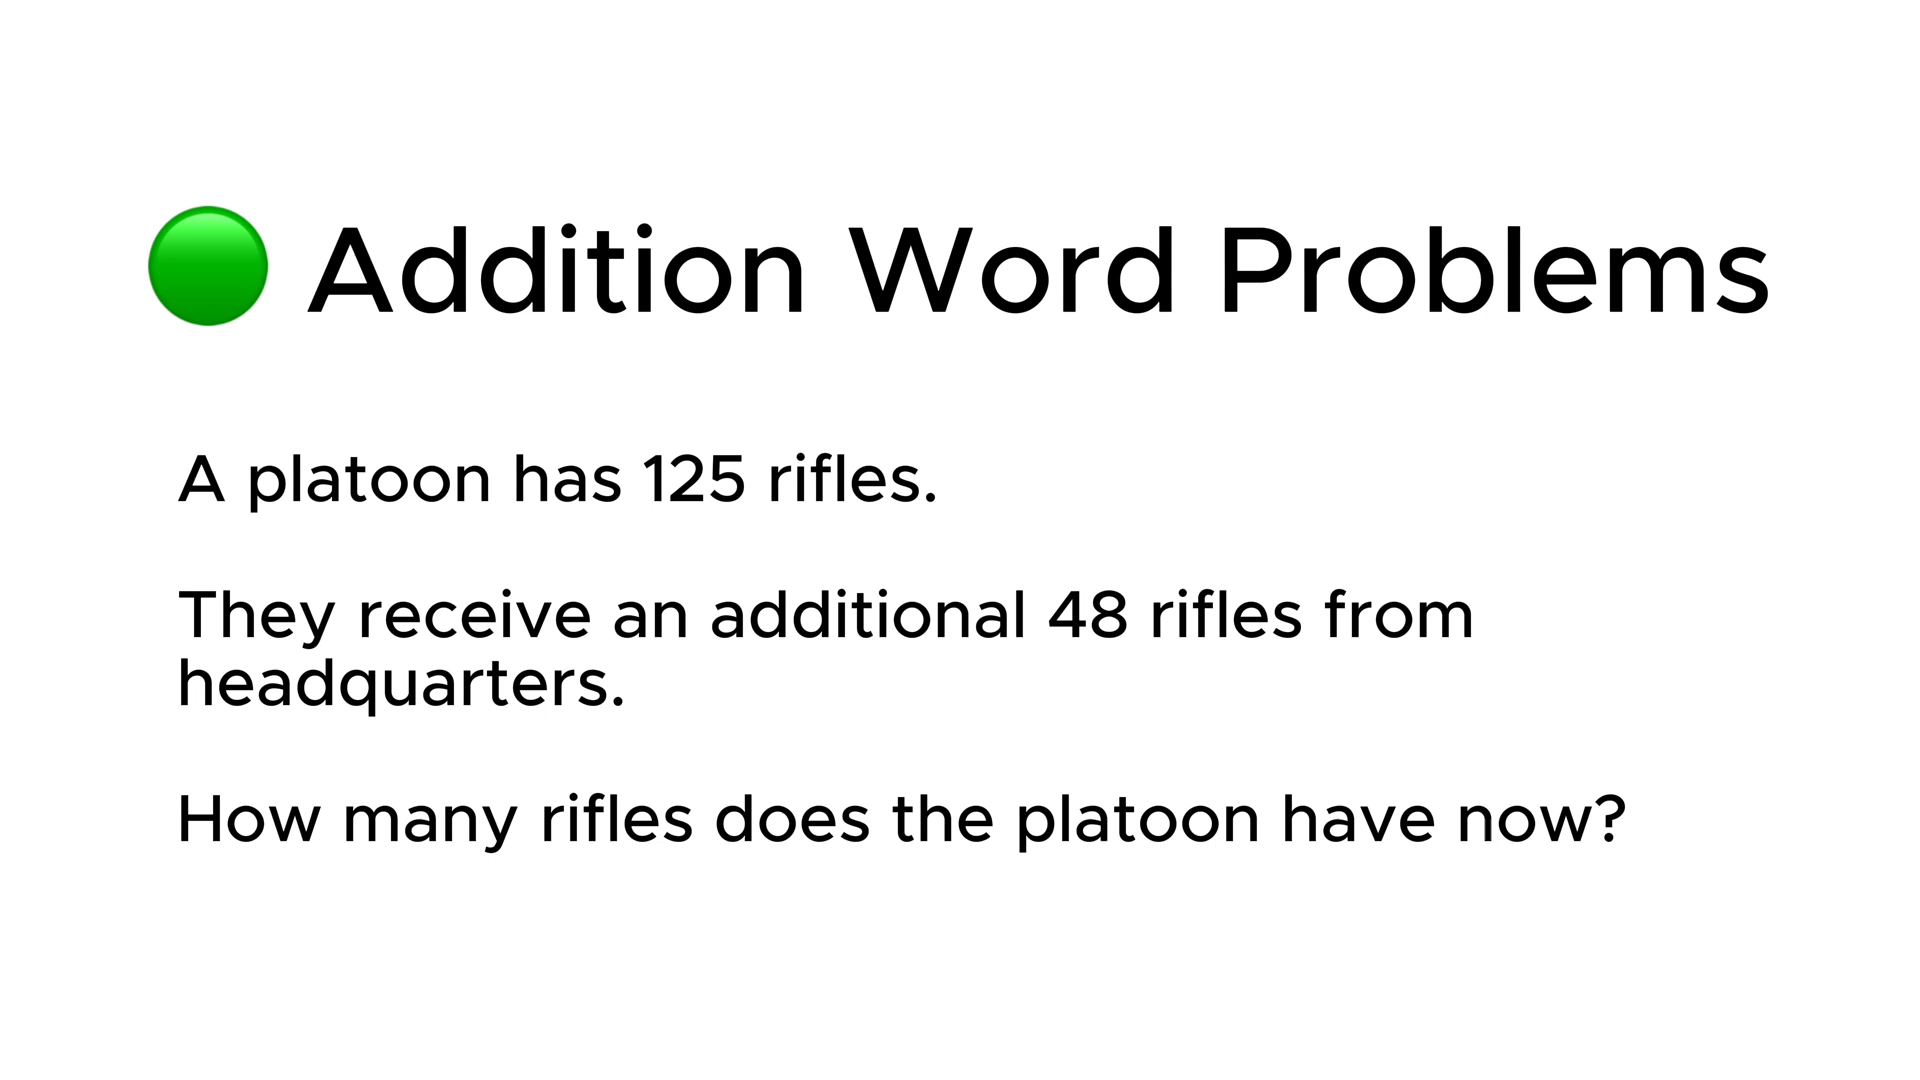 🟢 Addition Word Problems
A platoon has 125 rifles.
They receive an additional 48 rifles from
headquarters.
How many rifles does the platoon have now?